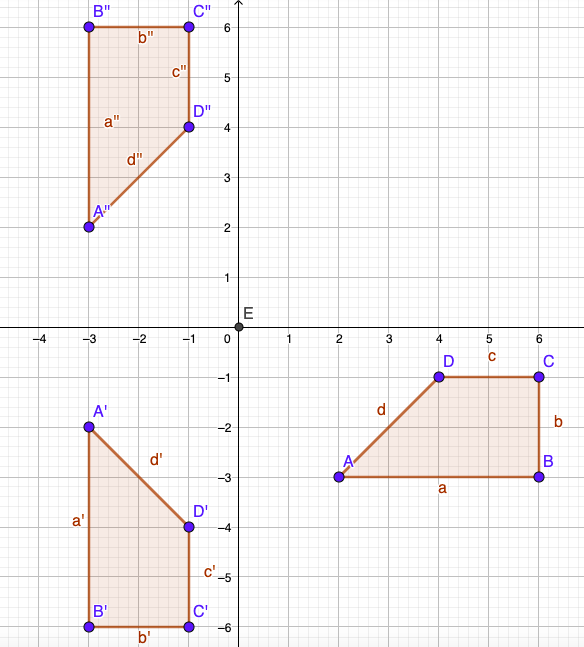 B" C"
6
b"
c"
5
D"
a"
4
d"
3
A"
2
1
E
–4 –3 –2 –1 0 1 2 3 4 5 6
D c C
–1
A'
d b
–2
d'
A B
–3
a
D'
a'
–4
c'
–5
B' C'
b'
–6